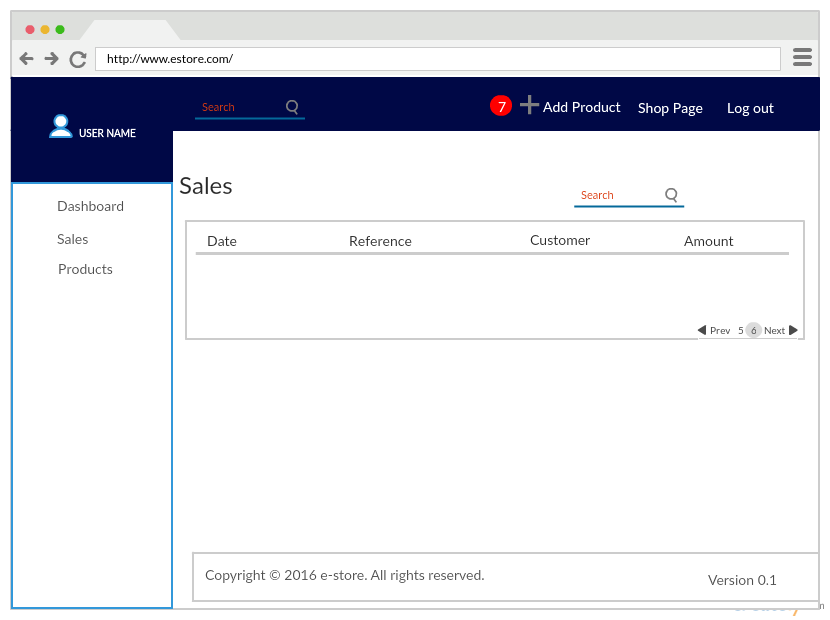 http://www.estore.com/
Search
7 Add Product Shop Page Log out
USER NAME
Sales
Search
Dashboard
Sales
Products
Date Reference Customer Amount
Prev 5 6 Next
Copyright © 2016 e-store. All rights reserved.
Version 0.1